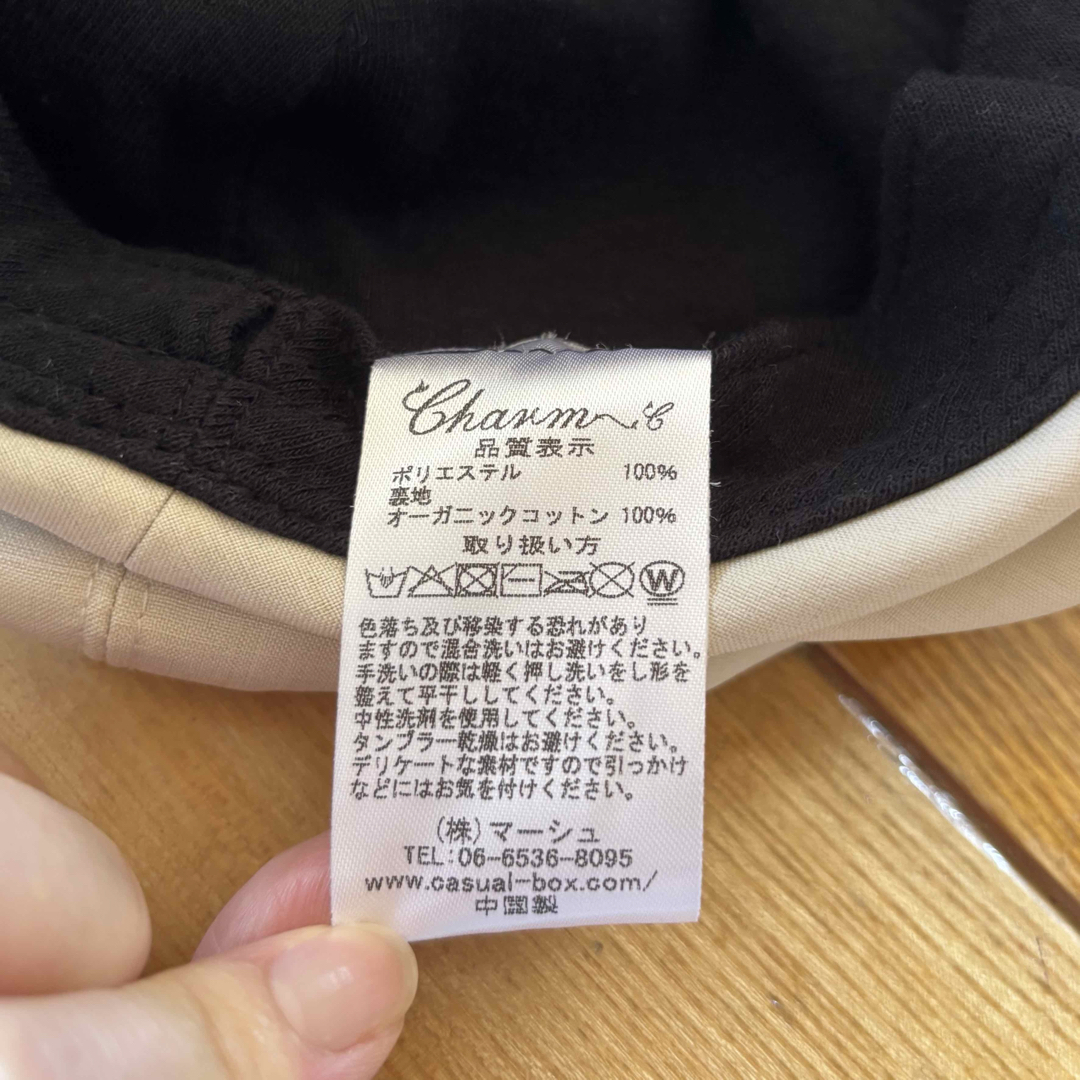 Charm
品質表示
ポリエステル 100%
裏地
オーガニックコットン 100%
取り扱い方
W
色落ち及び移染する恐れがあり
ますので混合洗いはお避けください。
手洗いの際は軽く押し洗いをし形を
整えて平干ししてください。
中性洗剤を使用してください。
タンブラー乾燥はお避けください。
デリケートな素材ですので引っかけ
などにはお気を付けください。
(株)マーシュ
TEL:06-6536-8095
www.casual-box.com/
中国製